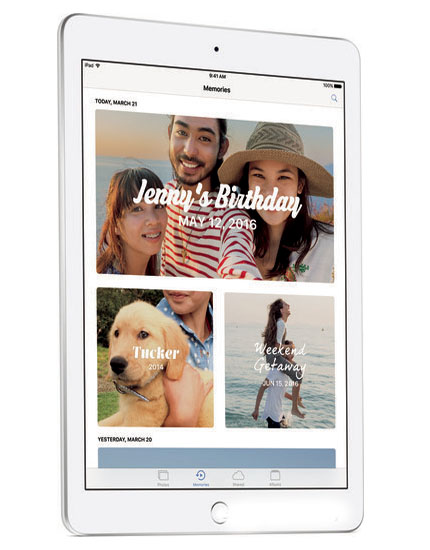 iPad
9:41 AM
100%
Memories
TODAY, MARCH 21
Jenny's Birthday
MAY 12, 2016
Tucker
2014
Weekend
Getaway
JUN 15, 2016
YESTERDAY, MARCH 20
Photos
Memories
Shared
Albums